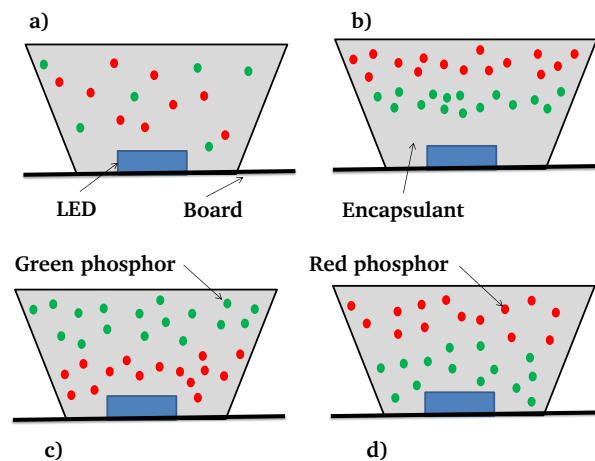 a)
b)
LED
Board
Encapsulant
Green phosphor
Red phosphor
c)
d)